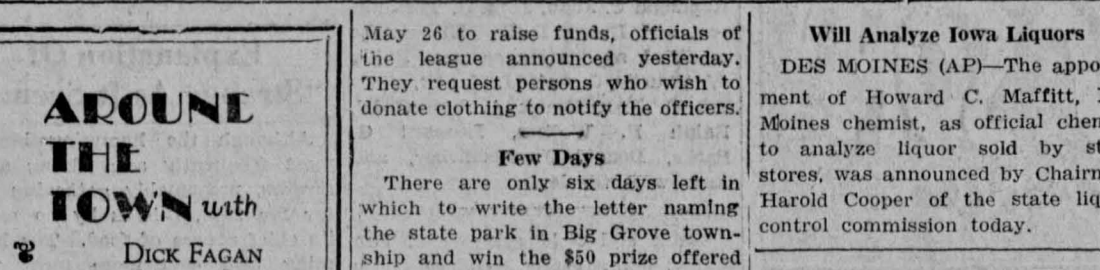 AROUND
THE
TOWN with
DICK FAGAN
May 26 to raise funds, officials of
the league announced yesterday.
They request persons who wish to
donate clothing to notify the officers.
Few Days
There are only six days left in
which to write the letter naming
the state park in Big Grove town-
ship and win the $50 prize offered
Will Analyze Iowa Liquors
DES MOINES (AP)—The appo
ment of Howard C. Maffitt,
Moines chemist, as official chem
to analyze liquor sold by st
stores, was announced by Chairm
Harold Cooper of the state liq
control commission today.